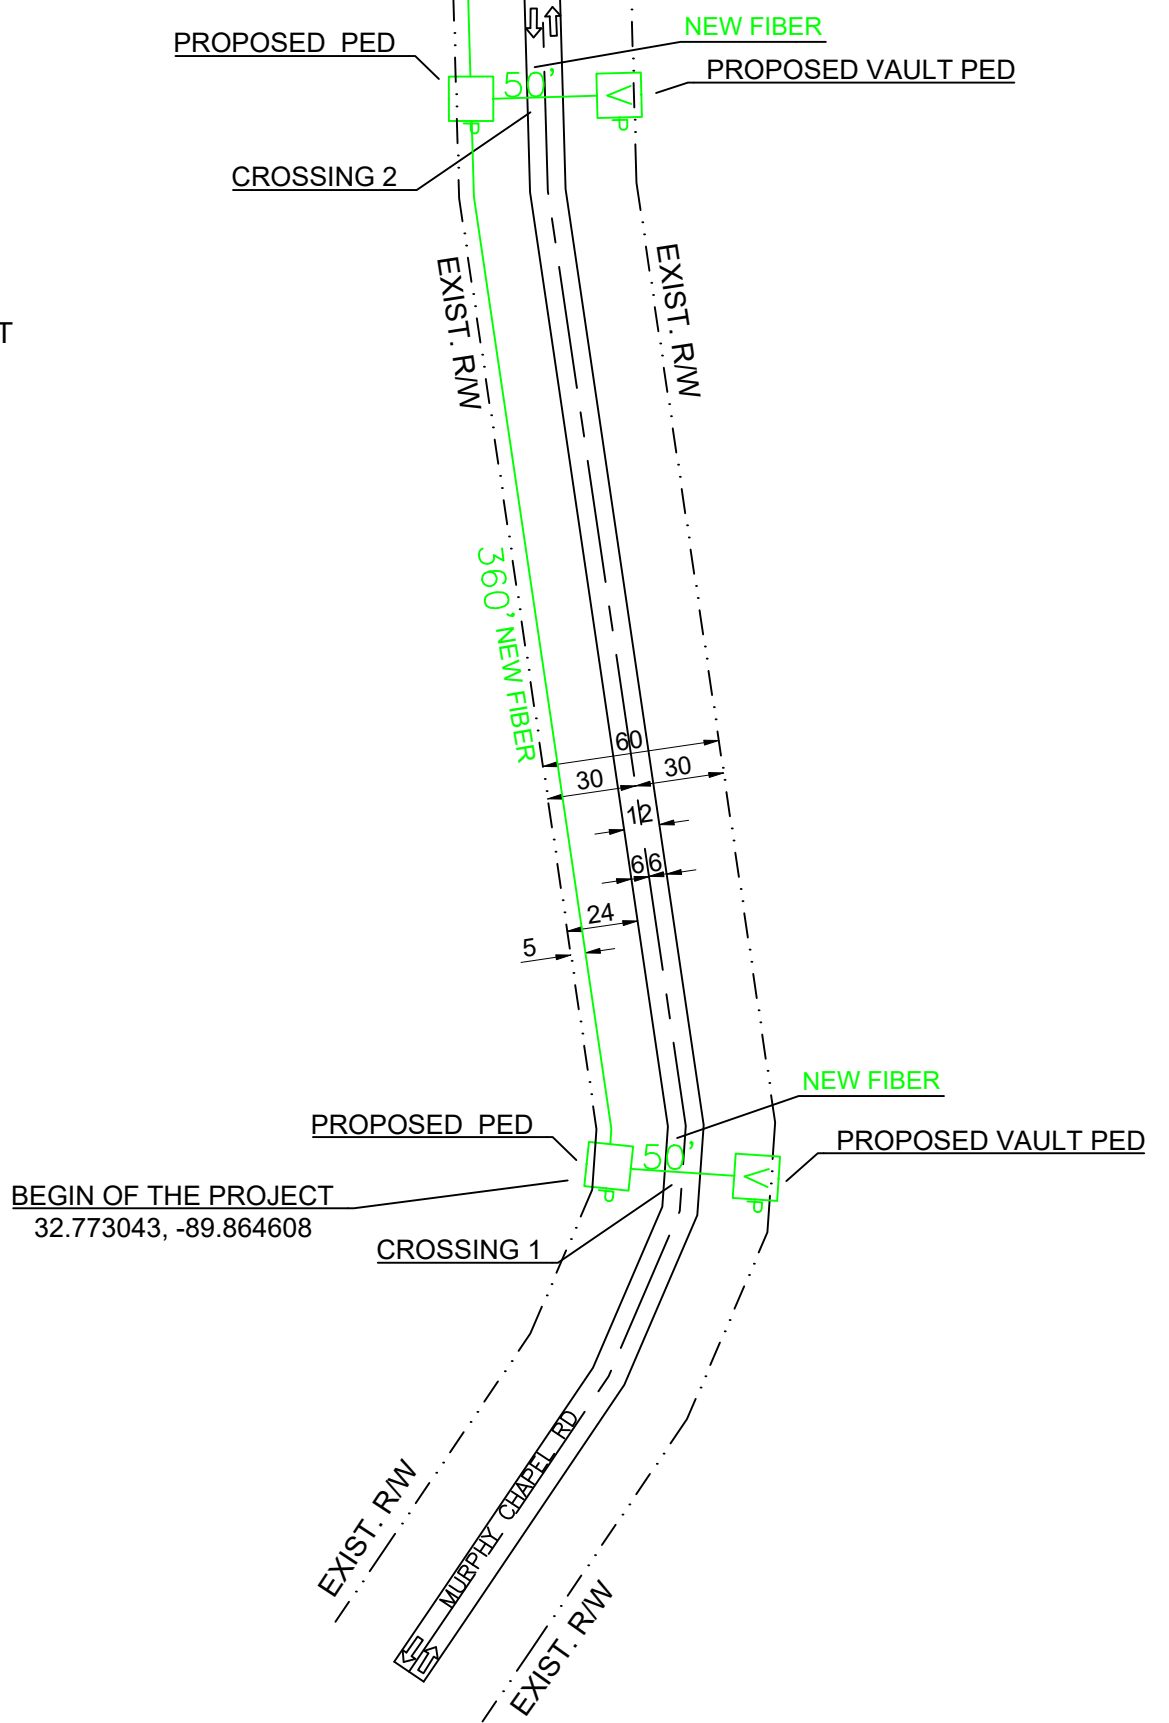 NEW FIBER
PROPOSED  PED
50'
PROPOSED VAULT PED
V
P
P
CROSSING 2
EXIST. R/W
EXIST. R/W
T
360' NEW FIBER
60
30
30
12
6
6
24
5
NEW FIBER
PROPOSED  PED
50'
PROPOSED VAULT PED
V
P
P
BEGIN OF THE PROJECT
32.773043, -89.864608
CROSSING 1
MURPHY CHAPEL RD
EXIST. R/W
EXIST. R/W